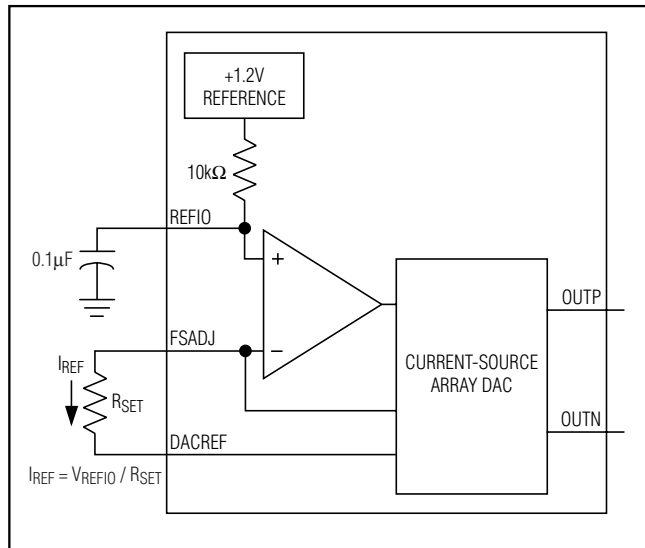 +1.2V
REFERENCE
10kΩ
REFIO
0.1μF
+
OUTP
FSADJ
−
CURRENT-SOURCE
ARRAY DAC
IREF
RSET
OUTN
DACREF
IREF = VREFIO / RSET